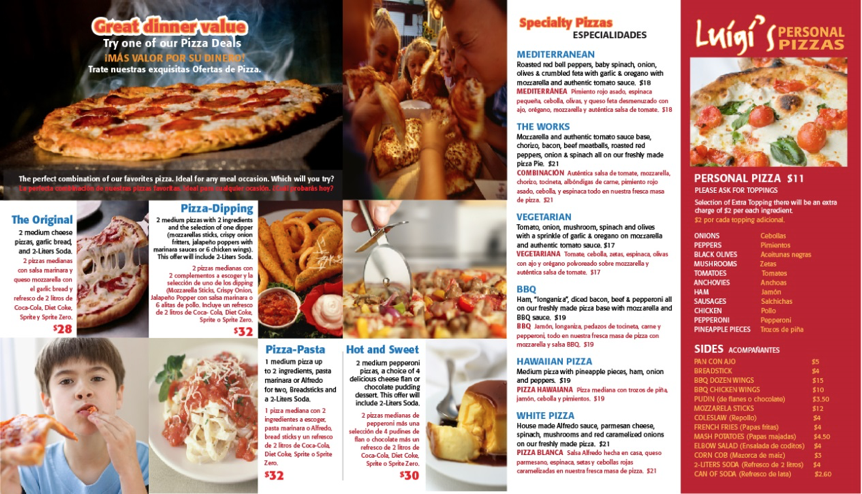 Great dinner value
Try one of our Pizza Deals
¡MÁS VALOR POR SU DINERO!
Trate nuestras exquisitas Ofertas de Pizza.
The perfect combination of our favorites pizza. Ideal for any meal occasion. Which will you try?
La perfecta combinación de nuestras pizzas favoritas. Ideal para cualquier ocasión. ¿Cuál probarás hoy?
The Original
2 medium cheese
pizzas, garlic bread,
and 2-Liters Soda.
2 pizzas medianas
con salsa marinara y
queso mozzarella con
el garlic bread y
refresco de 2 litros de
Coca-Cola, Diet Coke,
Sprite y Sprite Zero.
$28
Pizza-Dipping
2 medium pizzas with 2 ingredients
and the selection of one dipper
(mozzarellas sticks, crispy onion
fritters, jalapeño poppers with
marinara sauces or 6 chicken wings).
This offer will include 2-Liters Soda.
2 pizzas medianas con
2 complementos a escoger y la
selección de uno de los dipping
(Mozzarella Sticks, Crispy Onion,
Jalapeño Popper con salsa marinara o
6 alitas de pollo. Incluye un refresco
de 2 litros de Coca- Cola, Diet Coke,
Sprite o Sprite Zero.
$32
Pizza-Pasta
1 medium pizza up
to 2 ingredients, pasta
marinara or Alfredo
for two, Breadsticks and
a 2-Liters Soda.
1 pizza mediana con 2
ingredientes a escoger,
pasta marinara o Alfredo,
bread sticks y un refresco
de 2 litros de Coca-Cola,
Diet Coke, Sprite o Sprite
Zero.
$32
Hot and Sweet
2 medium pepperoni
pizzas, a choice of 4
delicious cheese flan or
chocolate pudding
dessert. This offer will
include 2-Liters Soda.
2 pizzas medianas de
pepperoni más una
selección de 4 pudines de
flan o chocolate más un
refresco de 2 litros de
Coca-Cola, Diet Coke,
Sprite o Sprite Zero.
$30
Specialty Pizzas
ESPECIALIDADES
MEDITERRANEAN
Roasted red bell peppers, baby spinach, onion,
olives & crumbled feta with garlic & oregano with
mozzarella and authentic tomato sauce. $18
MEDITERRÁNEA Pimiento rojo asado, espinaca
pequeña, cebolla, olivas, y queso feta desmenuzado con
ajo, orégano, mozzarella y auténtica salsa de tomate. $18
THE WORKS
Mozzarella and authentic tomato sauce base,
chorizo, bacon, beef meatballs, roasted red
peppers, onion & spinach all on our freshly made
pizza Pie. $21
COMBINACIÓN Auténtica salsa de tomate, mozzarella,
chorizo, tocineta, albóndigas de carne, pimiento rojo
asado, cebolla, y espinaca todo en nuestra fresca masa
de pizza. $21
VEGETARIAN
Tomato, onion, mushroom, spinach and olives
with a sprinkle of garlic & oregano on mozzarella
and authentic tomato sauce. $17
VEGETARIANA Tomate, cebolla, zetas, espinaca, olivas
con ajo y orégano polvoreado sobre mozzarella y
auténtica salsa de tomate. $17
BBQ
Ham, "longaniza", diced bacon, beef & pepperoni all
on our freshly made pizza base with mozzarella and
BBQ sauce. $19
BBQ Jamón, longaniza, pedazos de tocineta, carne y
pepperoni, todo en nuestra fresca masa de pizza con
mozzarella y salsa BBQ. $19
HAWAIIAN PIZZA
Medium pizza with pineapple pieces, ham, onion
and peppers. $19
PIZZA HAWAIANA Pizza mediana con trozos de piña,
jamón, cebolla y pimientos. $19
WHITE PIZZA
House made Alfredo sauce, parmesan cheese,
spinach, mushrooms and red caramelized onions
on our freshly made pizza. $21
PIZZA BLANCA Salsa Alfredo hecha en casa, queso
parmesano, espinaca, setas y cebollas rojas
caramelizadas en nuestra fresca masa de pizza. $21
Luigi's PERSONAL
PIZZAS
PERSONAL PIZZA $11
PLEASE ASK FOR TOPPINGS
Selection of Extra Topping there will be an extra
charge of $2 per each ingredient.
$2 por cada topping adicional.
ONIONS Cebollas
PEPPERS Pimientos
BLACK OLIVES Aceitunas negras
MUSHROOMS Zetas
TOMATOES Tomates
ANCHOVIES Anchoas
HAM Jamón
SAUSAGES Salchichas
CHICKEN Pollo
PEPPERONI Pepperoni
PINEAPPLE PIECES Trozos de piña
SIDES ACOMPAÑANTES
PAN CON AJO $5
BREADSTICK $4
BBQ DOZEN WINGS $15
BBQ CHICKEN WINGS $10
PUDIN (de flanes o chocolate) $3.50
MOZZARELLA STICKS $12
COLESLAW (Repollo) $4
FRENCH FRIES (Papas fritas) $4
MASH POTATOES (Papas majadas) $4.50
ELBOW SALAD (Ensalada de coditos) $4
CORN COB (Mazorca de maíz) $3
2-LITERS SODA (Refresco de 2 litros) $4
CAN OF SODA (Refresco de lata) $2.60